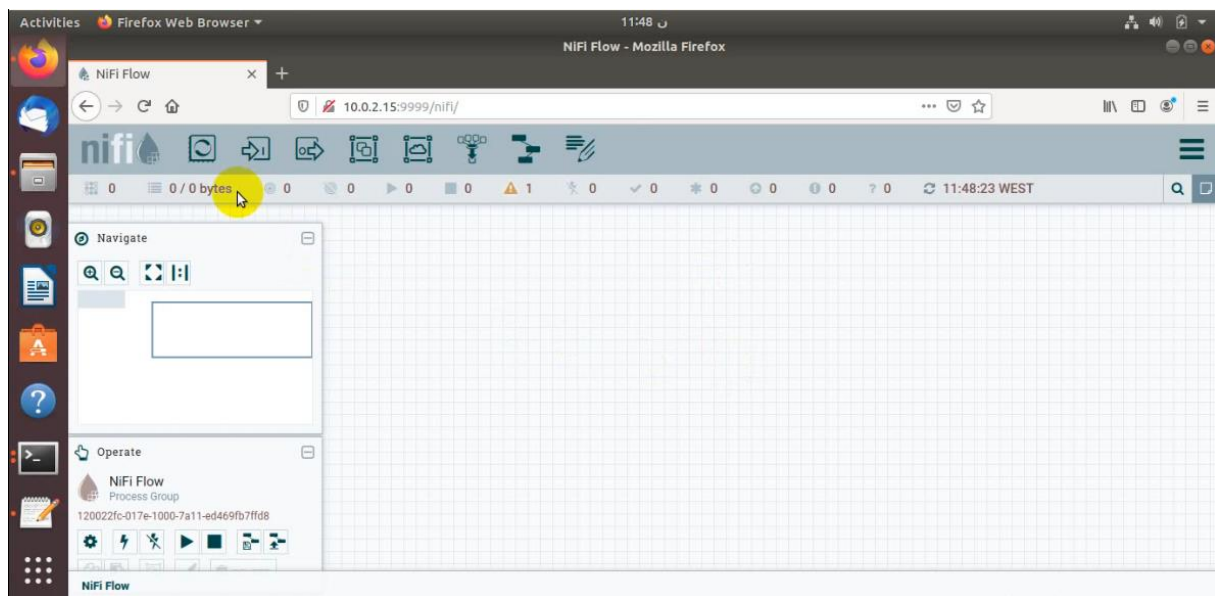 Activities Firefox Web Browser
11:48 ن
NiFi Flow - Mozilla Firefox
NiFi Flow
10.0.2.15:9999/nifi/
nifi
0 0 / 0 bytes 0 0 0 0 1 0 0 0 0 0 ? 0 11:48:23 WEST
Navigate
Operate
NiFi Flow
Process Group
120022fc-017e-1000-7a11-ed469fb7ffd8
NiFi Flow